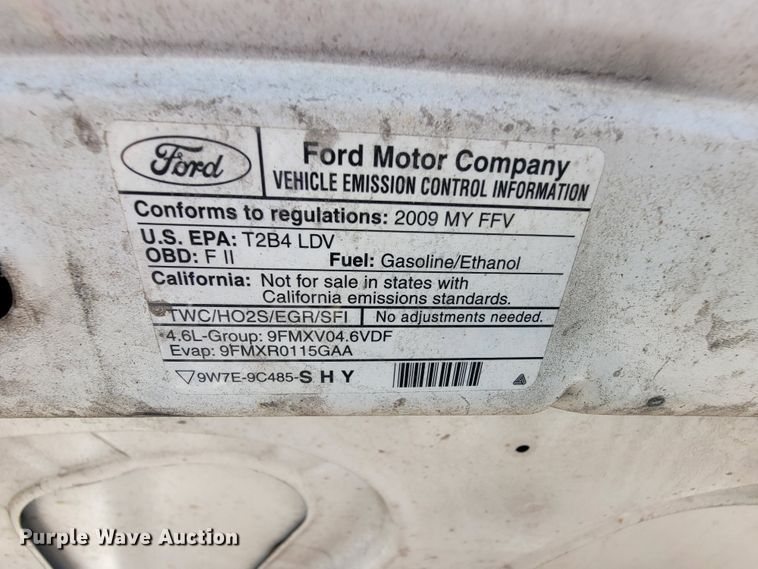 Ford
Ford Motor Company
VEHICLE EMISSION CONTROL INFORMATION
Conforms to regulations: 2009 MY FFV
U.S. EPA: T2B4 LDV
OBD: F II Fuel: Gasoline/Ethanol
California: Not for sale in states with
California emissions standards.
TWC/HO2S/EGR/SFI No adjustments needed.
4.6L-Group: 9FMXV04.6VDF
Evap: 9FMXR0115GAA
9W7E-9C485-S H Y
Purple Wave Auction